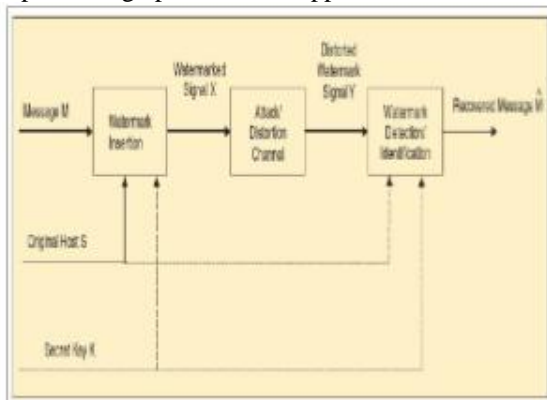 Message M
Watermark
Insertion
Watermarked
Signal X
Attack/
Distortion
Channel
Distorted
Watermark
Signal Y
Watermark
Detection/
Identification
Recovered Message M̂
Original Host S
Secret Key K